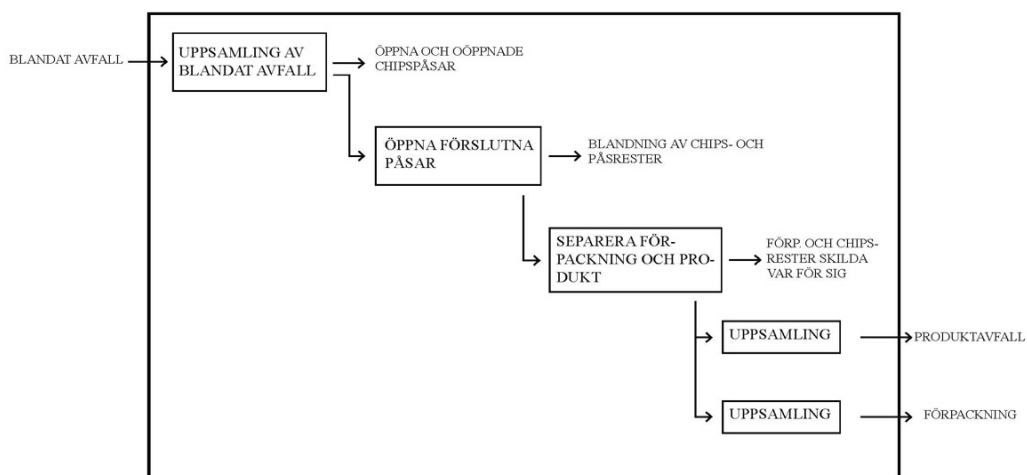 BLANDAT AVFALL
UPPSAMLING AV
BLANDAT AVFALL
ÖPPNA OCH OÖPPNADE
CHIPSPÅSAR
ÖPPNA FÖRSLUTNA
PÅSAR
BLANDNING AV CHIPS- OCH
PÅSRESTER
SEPARERA FÖR-
PACKNING OCH PRO-
DUKT
FÖRP. OCH CHIPS-
RESTER SKILDA
VAR FÖR SIG
UPPSAMLING
PRODUKTAVFALL
UPPSAMLING
FÖRPACKNING